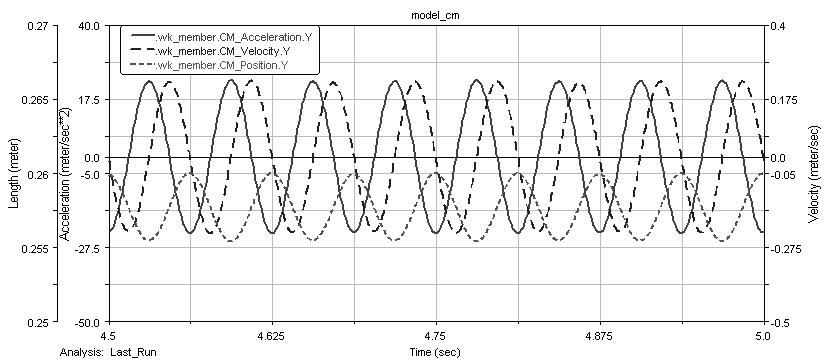 model_cm
.wk_member.CM_Acceleration.Y
.wk_member.CM_Velocity.Y
.wk_member.CM_Position.Y
0.27
0.265
0.26
0.255
0.25
Length (meter)
40.0
17.5
0.0
-5.0
-27.5
-50.0
Acceleration (meter/sec**2)
0.4
0.175
0.0
-0.05
-0.275
-0.5
Velocity (meter/sec)
4.5
4.625
4.75
4.875
5.0
Analysis: Last_Run
Time (sec)